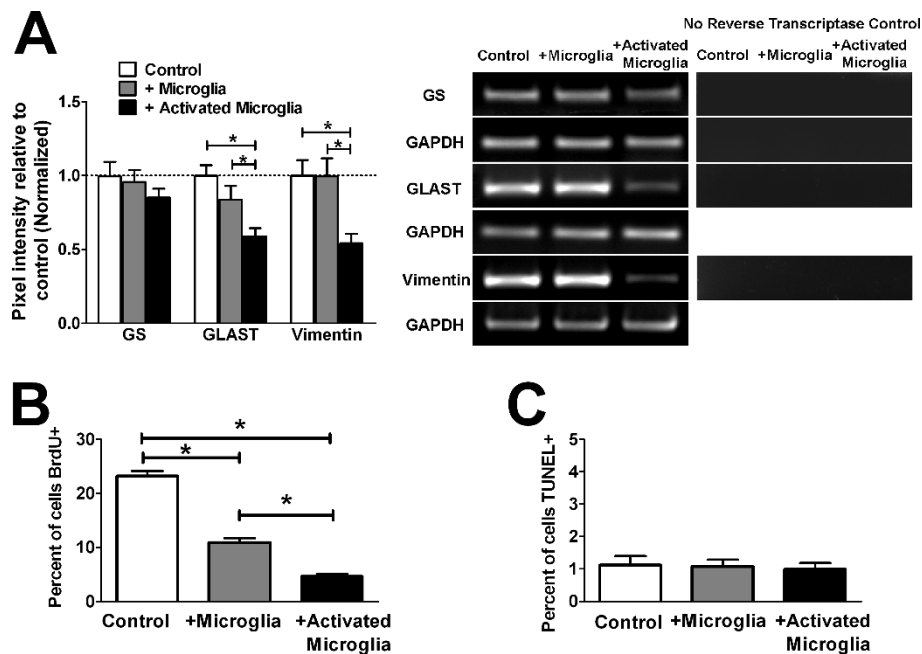 A
Control
+ Microglia
+ Activated Microglia
Pixel intensity relative to
control (Normalized)
1.5
1.0
0.5
0.0
*
*
*
*
GS
GLAST
Vimentin
No Reverse Transcriptase Control
Control
+Microglia
+Activated
Microglia
Control
+Microglia
+Activated
Microglia
GS
GAPDH
GLAST
GAPDH
Vimentin
GAPDH
B
Percent of cells BrdU+
30
20
10
0
*
*
*
Control
+Microglia
+Activated
Microglia
C
Percent of cells TUNEL+
5
4
3
2
1
0
Control
+Microglia
+Activated
Microglia